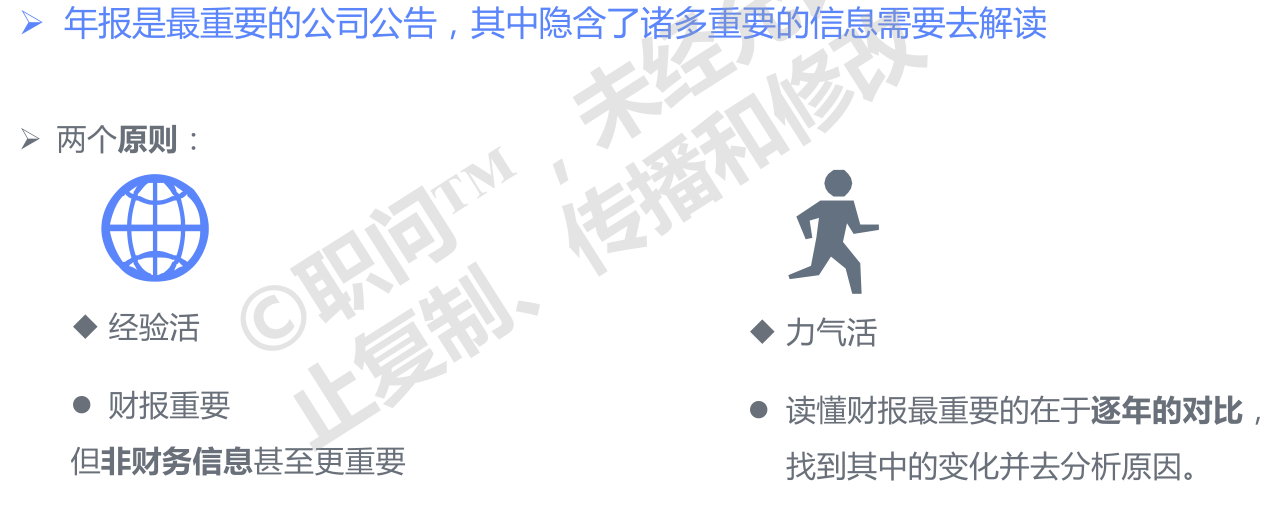 年报是最重要的公司公告，其中隐含了诸多重要的信息需要去解读
两个原则：
经验活
财报重要
但非财务信息甚至更重要
力气活
读懂财报最重要的在于逐年的对比，
找到其中的变化并去分析原因。
©职问™，未经
止复制、传播和修改